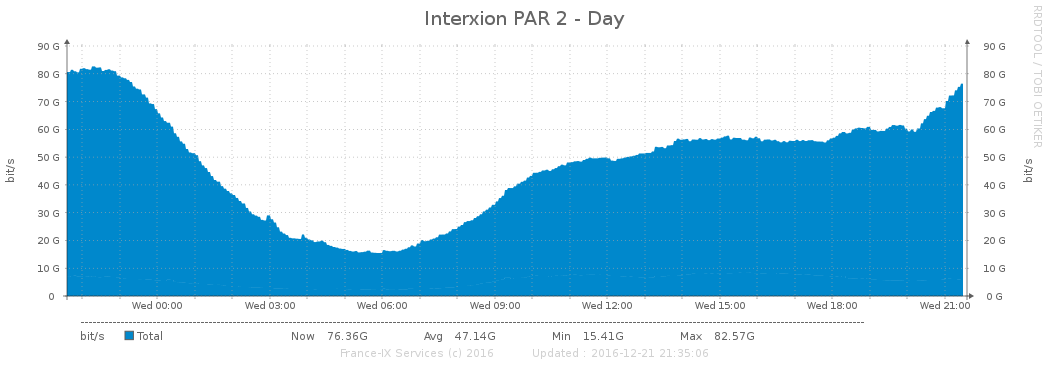 Interxion PAR 2 - Day
RRDTOOL / TOBI OETIKER
bit/s
90 G 90 G
80 G 80 G
70 G 70 G
60 G 60 G
50 G 50 G
40 G 40 G
30 G 30 G
20 G 20 G
10 G 10 G
0 0 G
bit/s
Wed 00:00 Wed 03:00 Wed 06:00 Wed 09:00 Wed 12:00 Wed 15:00 Wed 18:00 Wed 21:00
bit/s Total Now 76.36G Avg 47.14G Min 15.41G Max 82.57G
France-IX Services (c) 2016 Updated : 2016-12-21 21:35:06